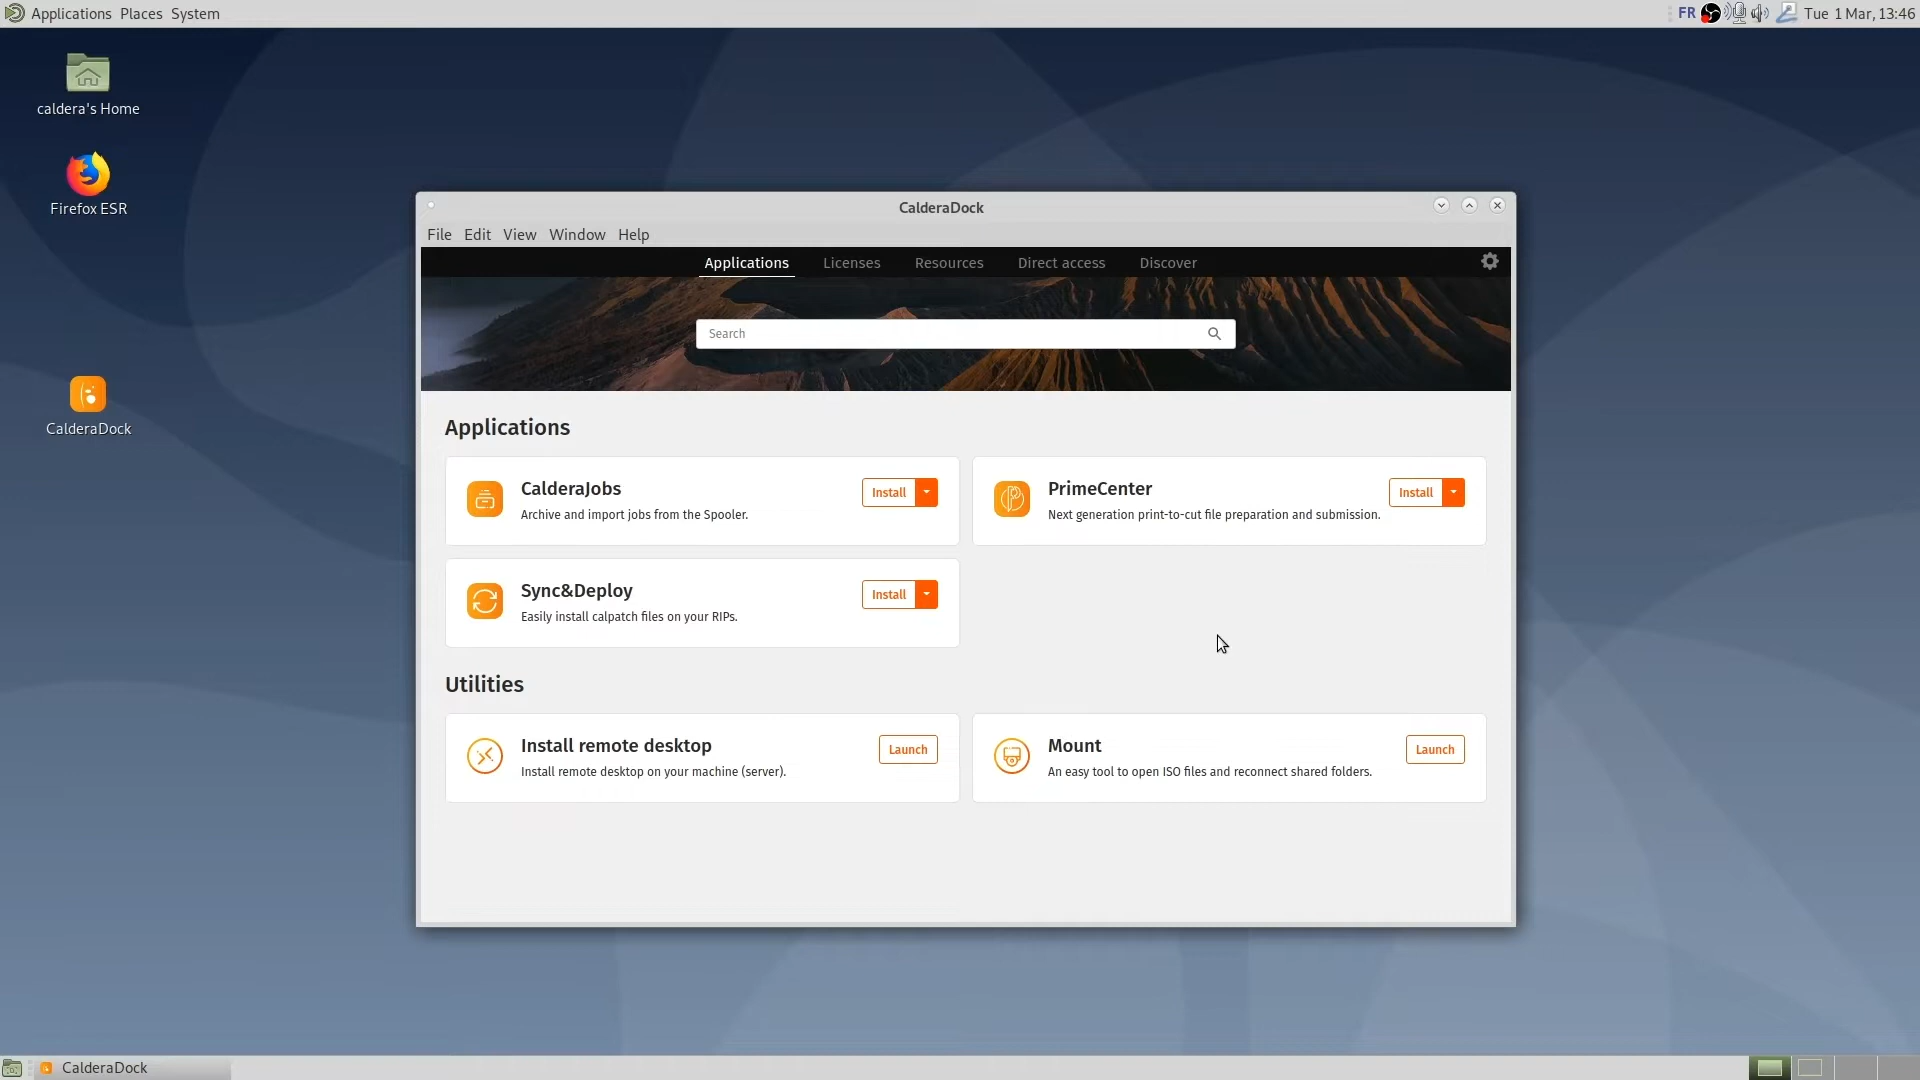 Applications Places System
FR Tue 1 Mar, 13:46
caldera's Home
Firefox ESR
CalderaDock
CalderaDock
File Edit View Window Help
Applications Licenses Resources Direct access Discover
Search
Applications
CalderaJobs
Archive and import jobs from the Spooler.
Install
PrimeCenter
Next generation print-to-cut file preparation and submission.
Install
Sync&Deploy
Easily install calpatch files on your RIPs.
Install
Utilities
Install remote desktop
Install remote desktop on your machine (server).
Launch
Mount
An easy tool to open ISO files and reconnect shared folders.
Launch
CalderaDock